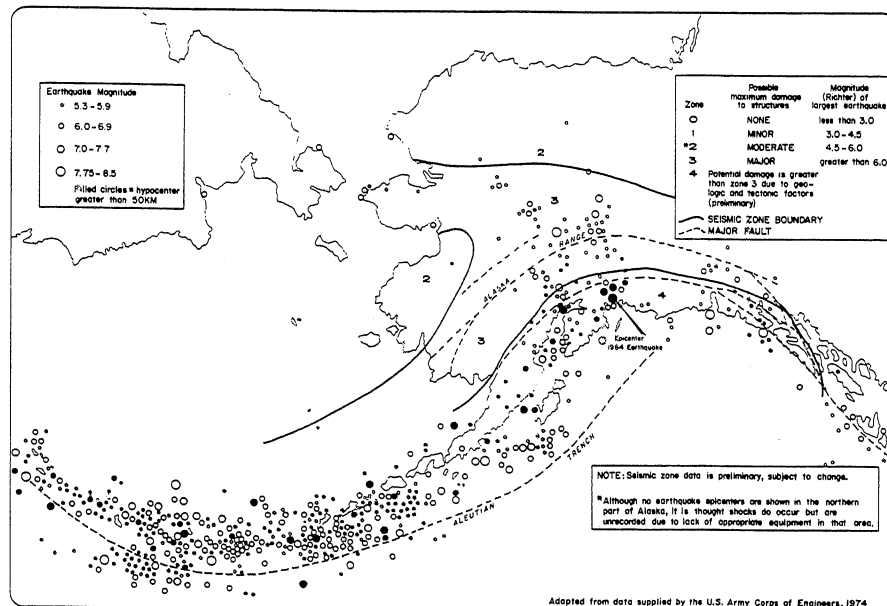 Earthquake Magnitude
5.3 - 5.9
6.0 - 6.9
7.0 - 7.7
7.75 - 8.5
Filled circles = hypocenter
greater than 50KM
Zone
Possible
maximum damage
to structures
Magnitude
(Richter) of
largest earthquake
0 NONE less than 3.0
1 MINOR 3.0 - 4.5
*2 MODERATE 4.5 - 6.0
3 MAJOR greater than 6.0
4 Potential damage is greater
than zone 3 due to geo-
logic and tectonic factors
(preliminary)
SEISMIC ZONE BOUNDARY
MAJOR FAULT
2
3
RANGE
ALASKA
2
4
3
Epicenter
1964 Earthquake
TRENCH
ALEUTIAN
NOTE: Seismic zone data is preliminary, subject to change.
*Although no earthquake epicenters are shown in the northern
part of Alaska, it is thought shocks do occur but are
unrecorded due to lack of appropriate equipment in that area.
Adapted from data supplied by the U.S. Army Corps of Engineers, 1974